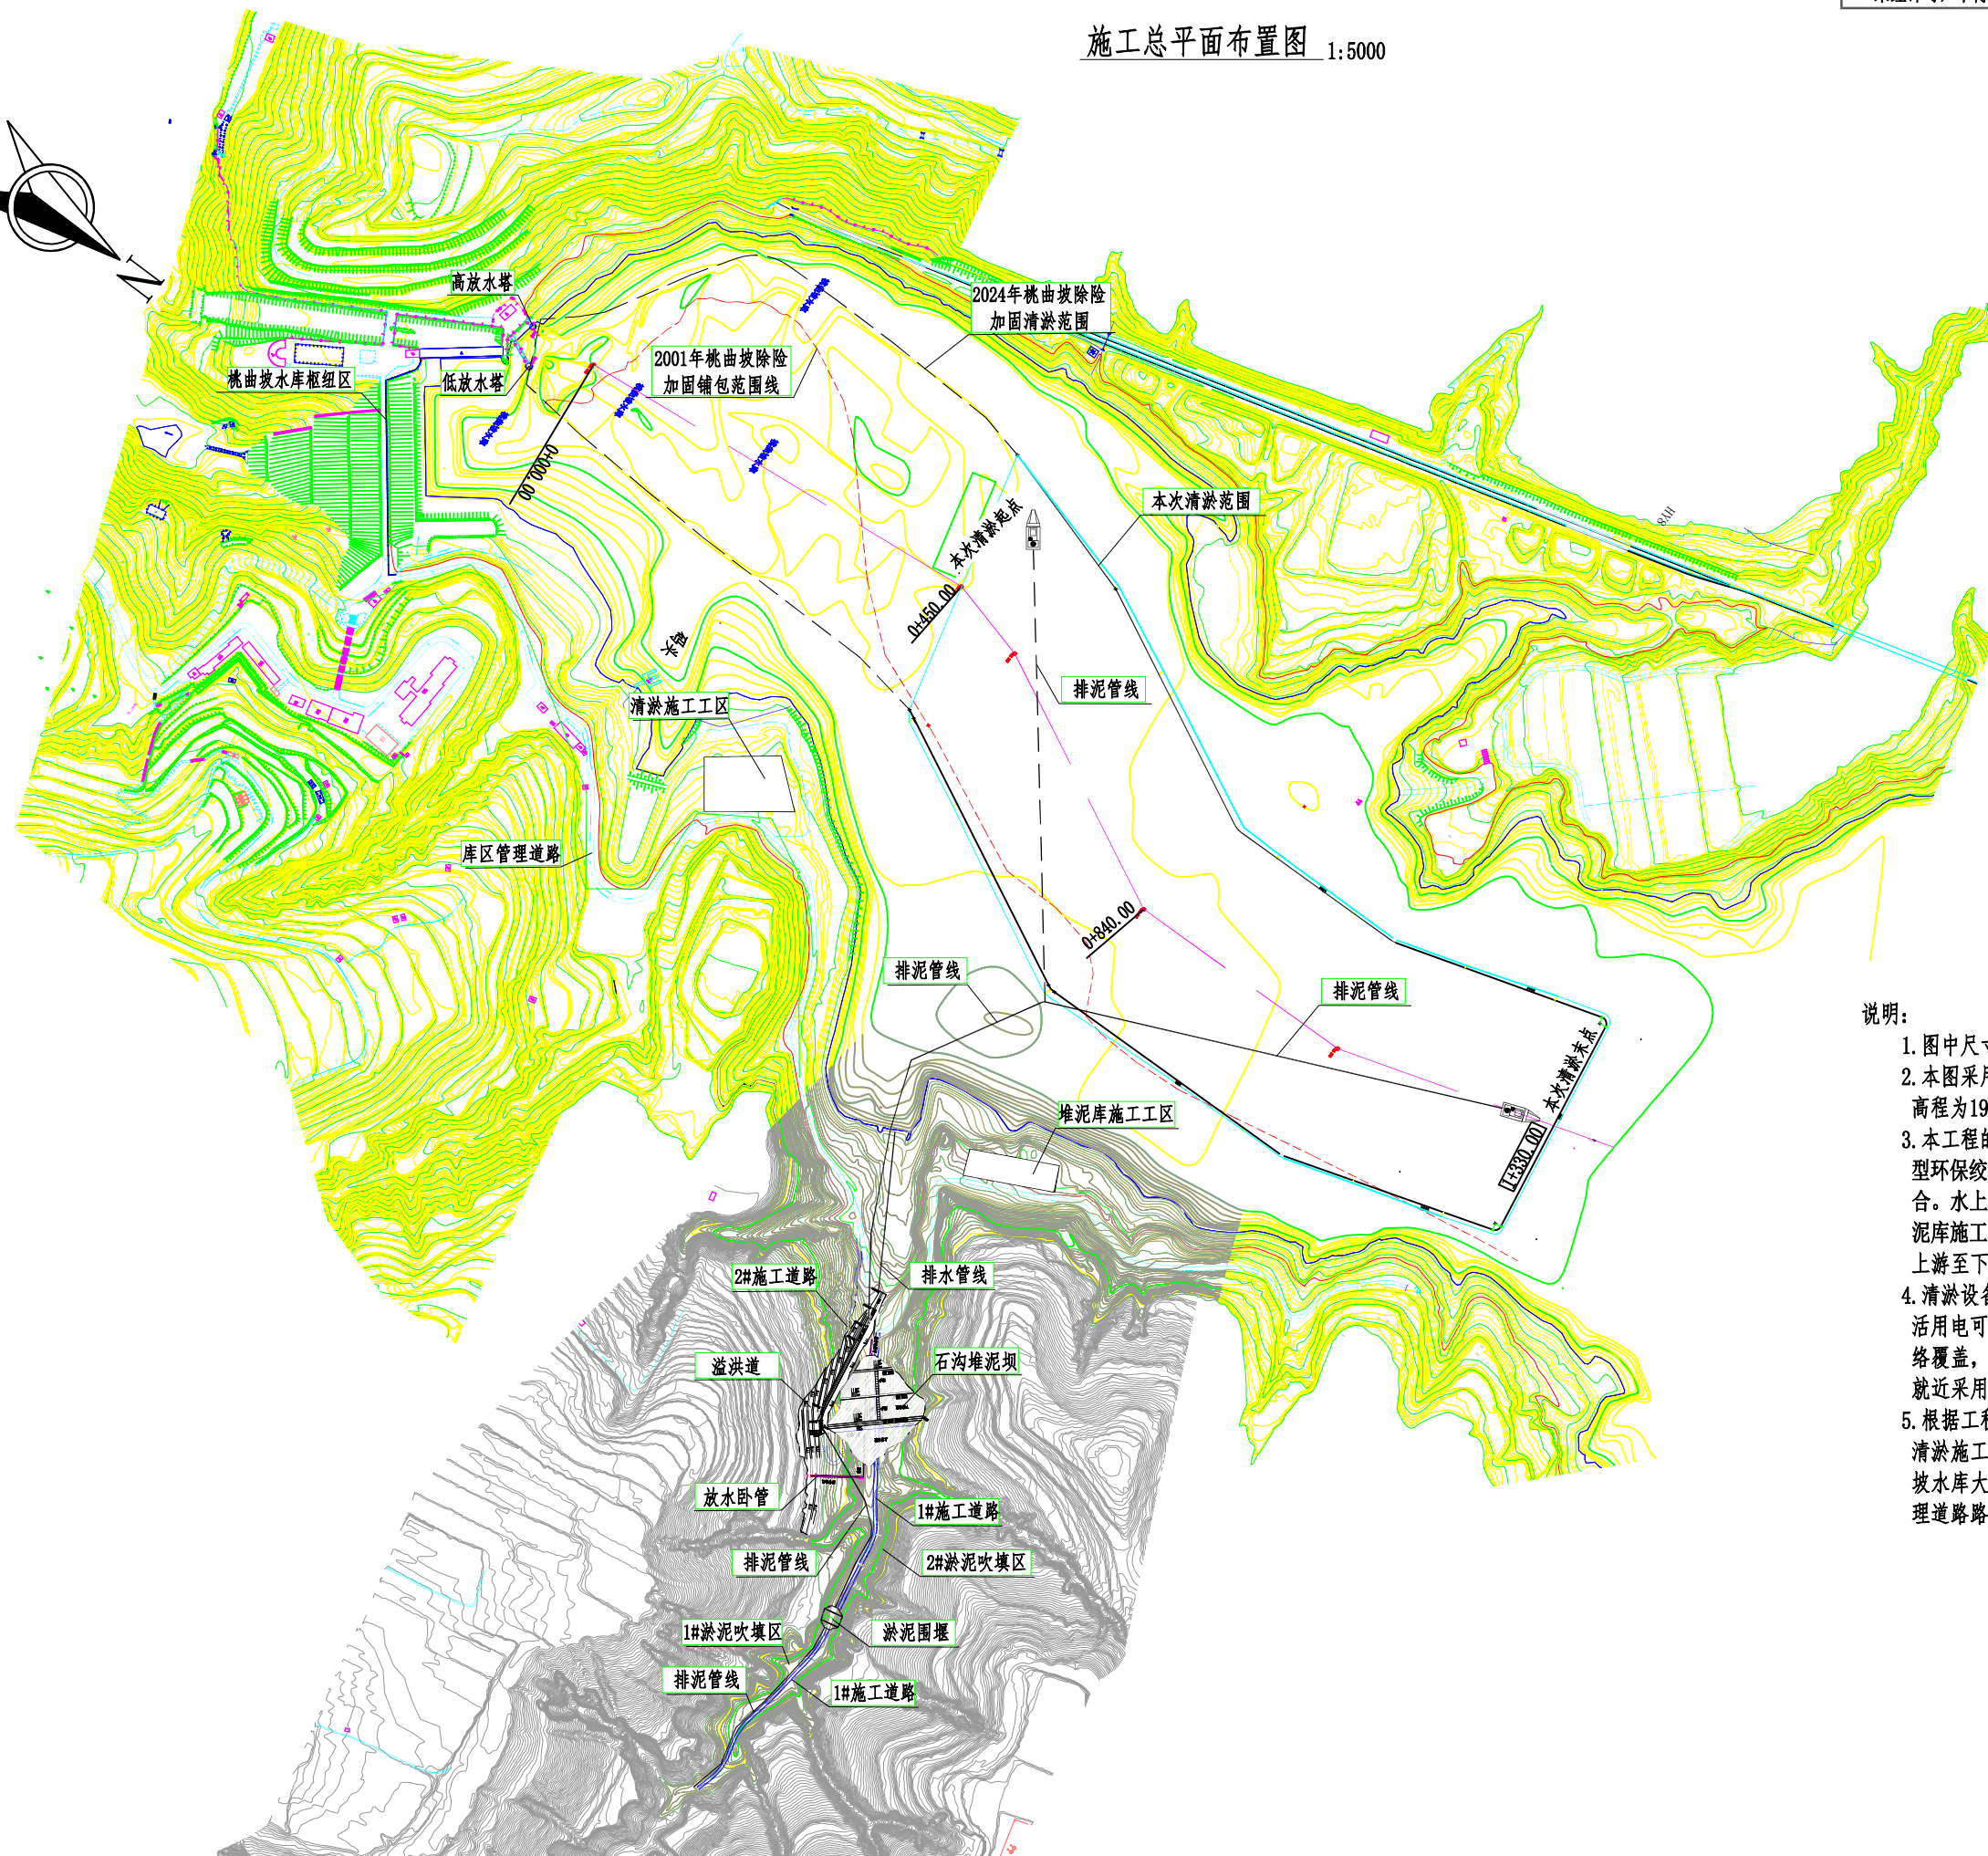 施工总平面布置图 1:5000
高放水塔
2024年桃曲坡除险
加固清淤范围
2001年桃曲坡除险
加固铺包范围线
桃曲坡水库枢纽区
低放水塔
0+000.00
本次清淤起点
本次清淤范围
0+450.00
码头
清淤施工工区
排泥管线
库区管理道路
0+840.00
排泥管线
排泥管线
本次清淤末点
1+330.00
堆泥库施工工区
2#施工道路
排水管线
溢洪道
石沟堆泥坝
放水卧管
1#施工道路
排泥管线
2#淤泥吹填区
1#淤泥吹填区
淤泥围堰
排泥管线
1#施工道路
N
说明:
1.图中尺寸
2.本图采用
高程为19
3.本工程的
型环保绞
合。水上
泥库施工
上游至下
4.清淤设备
活用电可
络覆盖，
就近采用
5.根据工程
清淤施工
坡水库大
理道路路